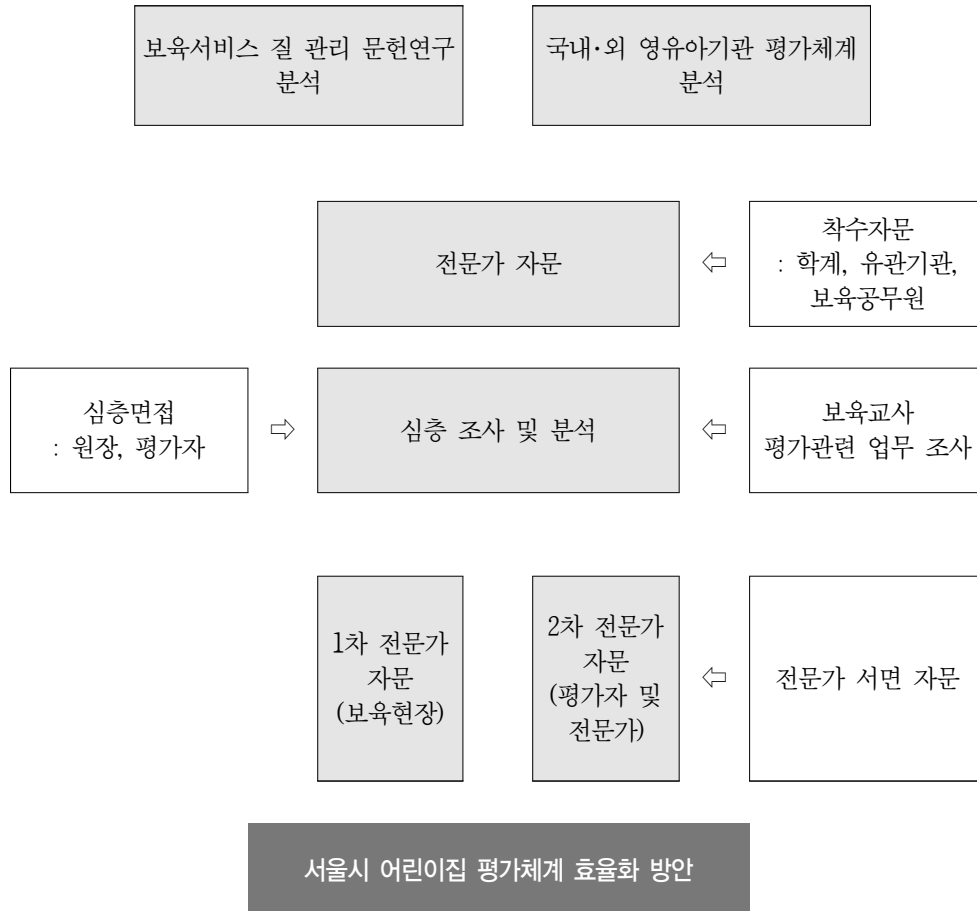 보육서비스 질 관리 문헌연구
분석
국내·외 영유아기관 평가체계
분석
전문가 자문
⇦
착수자문
: 학계, 유관기관,
보육공무원
심층면접
: 원장, 평가자
⇨
심층 조사 및 분석
⇦
보육교사
평가관련 업무 조사
1차 전문가
자문
(보육현장)
2차 전문가
자문
(평가자 및
전문가)
⇦
전문가 서면 자문
서울시 어린이집 평가체계 효율화 방안